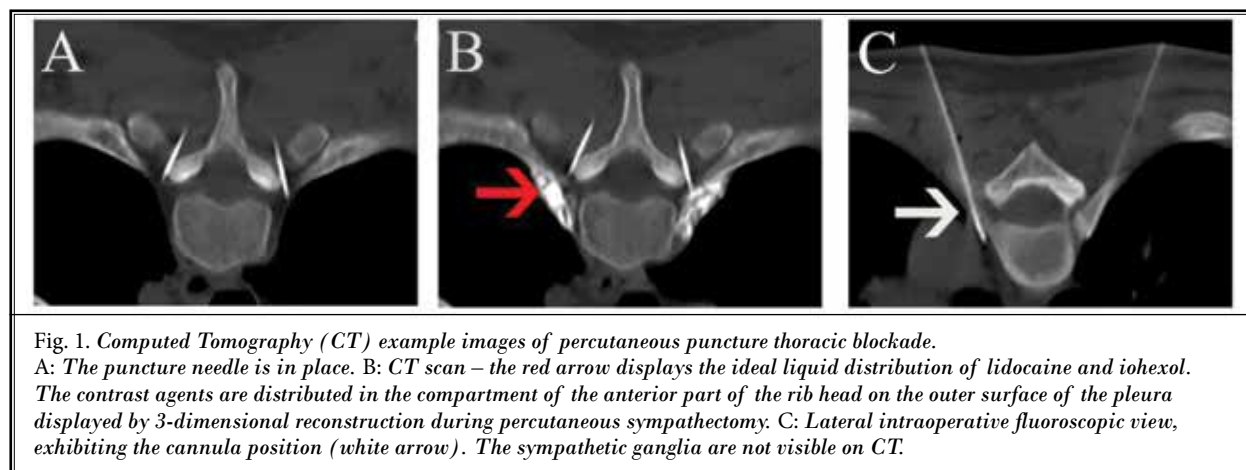 A
B
C
Fig. 1. Computed Tomography (CT) example images of percutaneous puncture thoracic blockade.
A: The puncture needle is in place. B: CT scan – the red arrow displays the ideal liquid distribution of lidocaine and iohexol.
The contrast agents are distributed in the compartment of the anterior part of the rib head on the outer surface of the pleura
displayed by 3-dimensional reconstruction during percutaneous sympathectomy. C: Lateral intraoperative fluoroscopic view,
exhibiting the cannula position (white arrow). The sympathetic ganglia are not visible on CT.